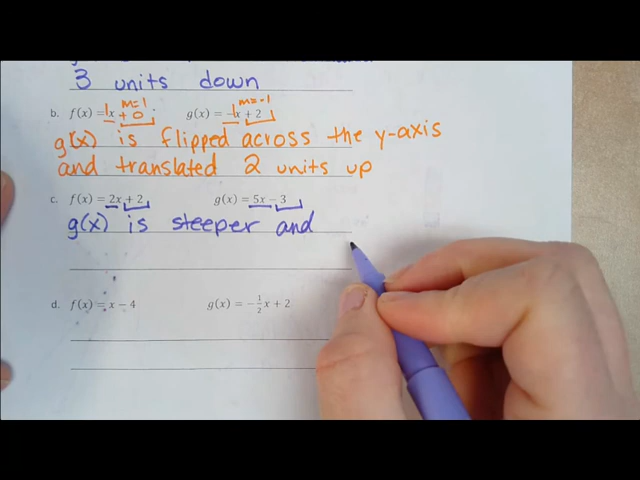 3 units down
m=1 m=-1
b. f(x) = 1x + 0 g(x) = -1x + 2
g(x) is flipped across the y-axis
and translated 2 units up
c. f(x) = 2x + 2 g(x) = 5x - 3
g(x) is steeper and
d. f(x) = x - 4 g(x) = -1/2x + 2